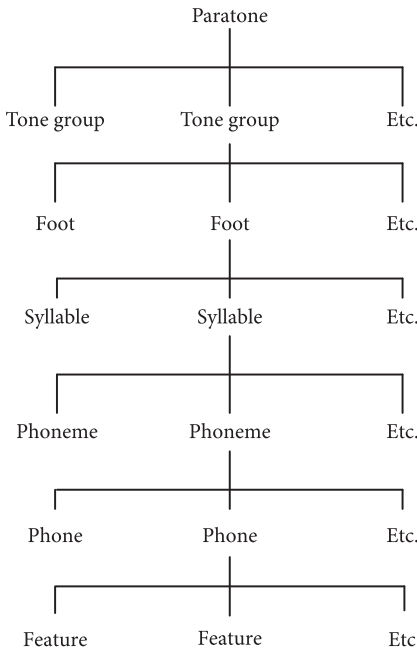 Paratone
Tone group Tone group Etc.
Foot Foot Etc.
Syllable Syllable Etc.
Phoneme Phoneme Etc.
Phone Phone Etc.
Feature Feature Etc